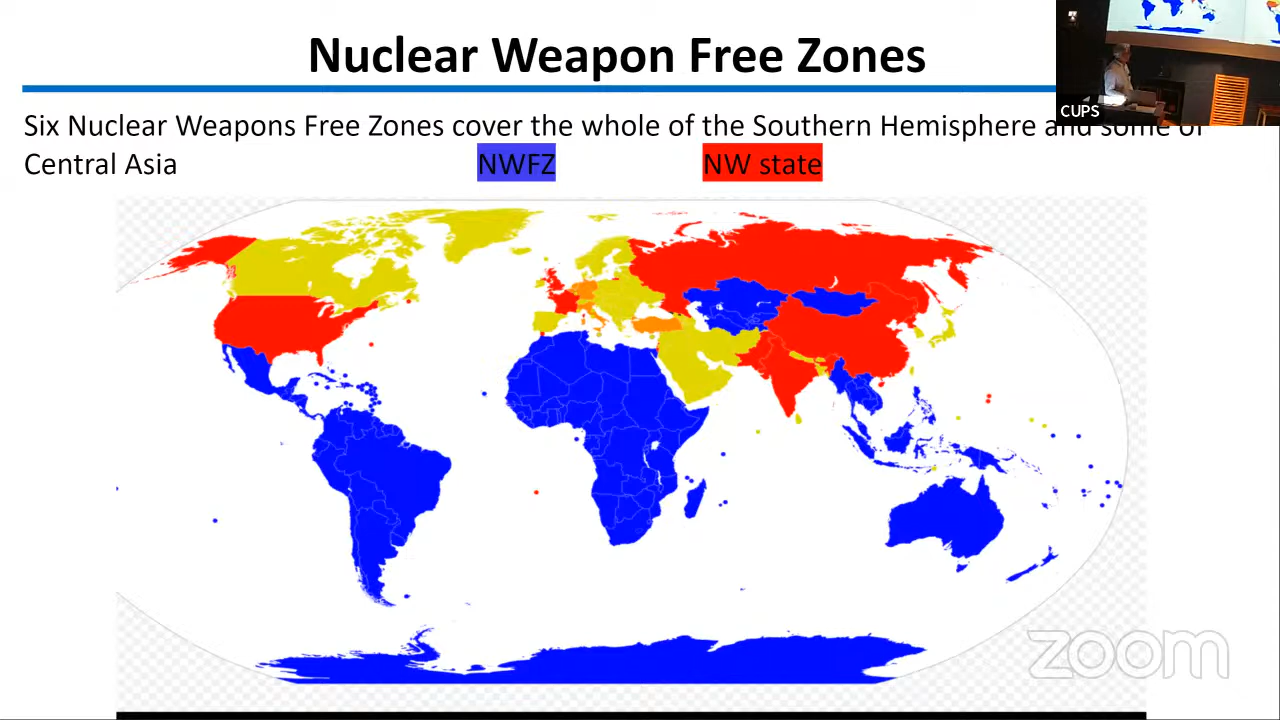 Nuclear Weapon Free Zones
CUPS
Six Nuclear Weapons Free Zones cover the whole of the Southern Hemisphere and some of
Central Asia
NWFZ
NW state
zoom